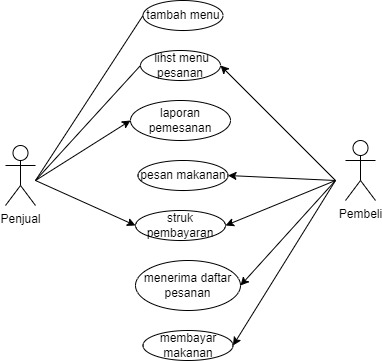 tambah menu
lihst menu
pesanan
laporan
pemesanan
pesan makanan
Penjual
Pembeli
struk
pembayaran
menerima daftar
pesanan
membayar
makanan